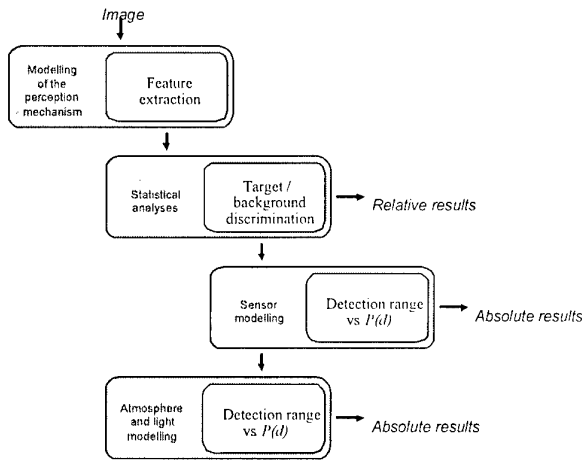 Image
Modelling
of the
perception
mechanism
Feature
extraction
Statistical
analyses
Target /
background
discrimination
Relative results
Sensor
modelling
Detection range
vs P(d)
Absolute results
Atmosphere
and light
modelling
Detection range
vs P(d)
Absolute results